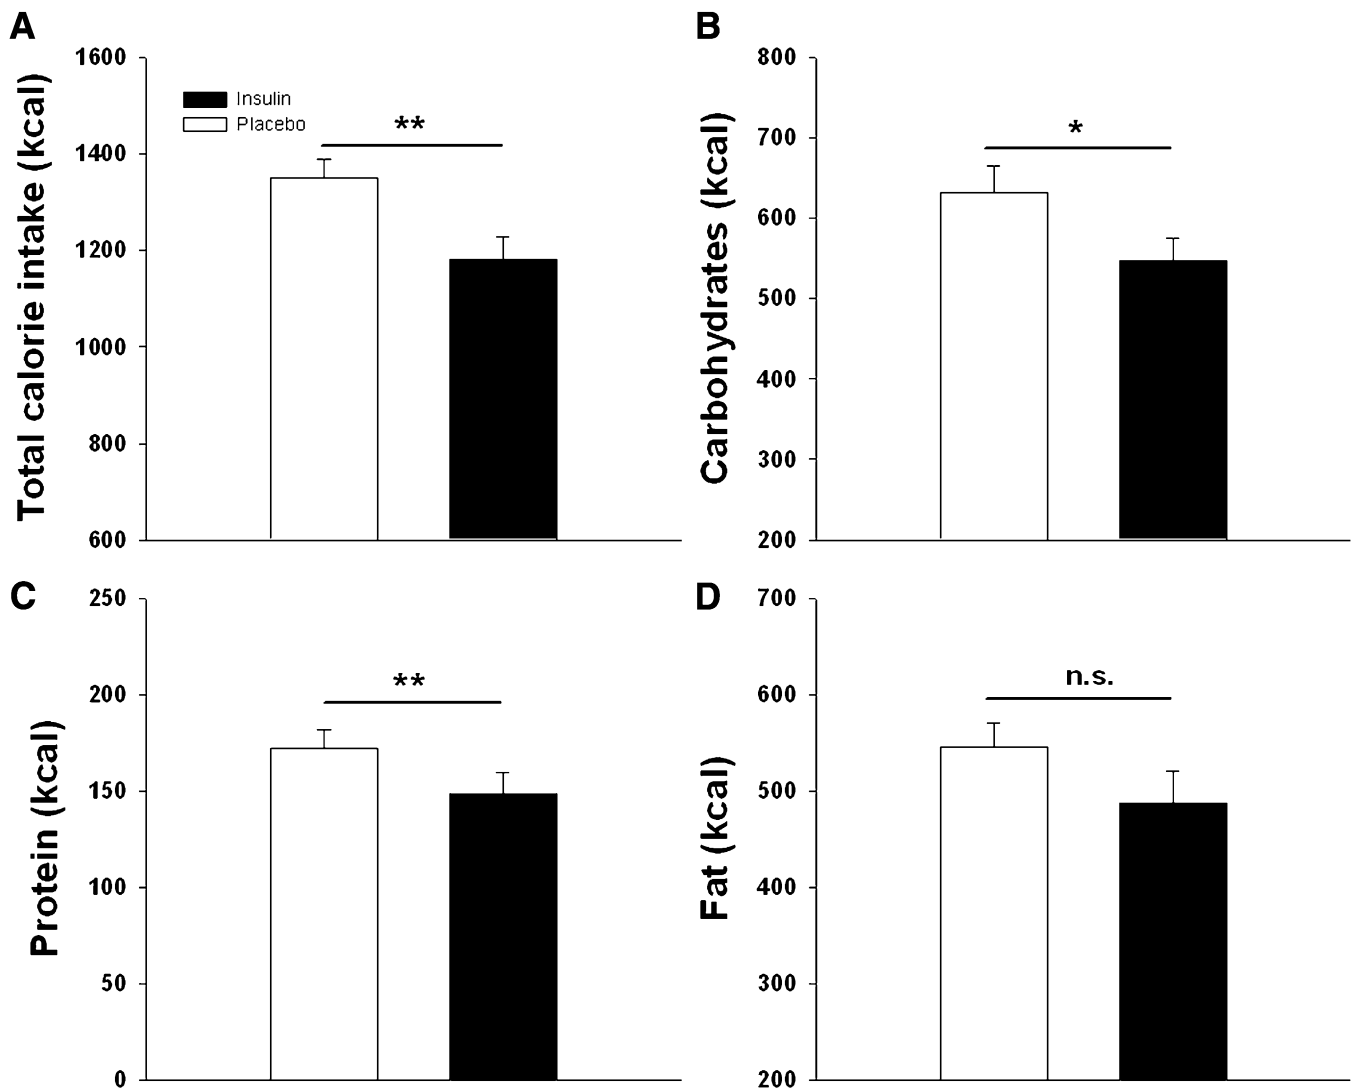 A
Total calorie intake (kcal)
1600
1400
1200
1000
800
600
Insulin
Placebo
**
B
Carbohydrates (kcal)
800
700
600
500
400
300
200
*
C
Protein (kcal)
250
200
150
100
50
0
**
D
Fat (kcal)
700
600
500
400
300
200
n.s.